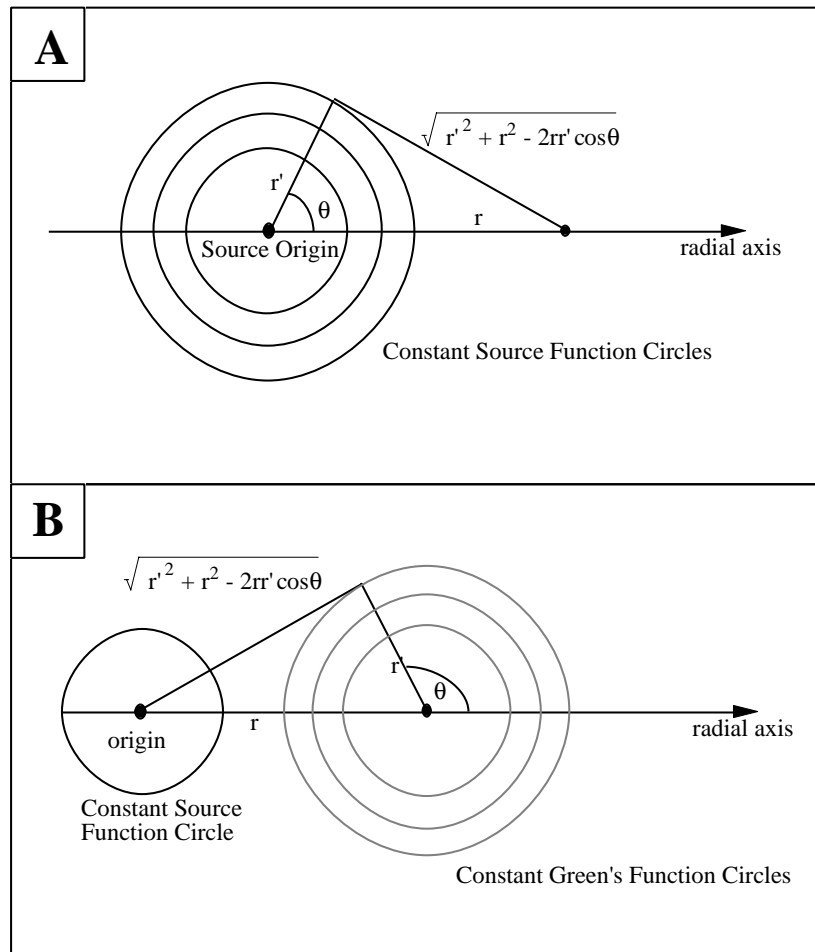 A
√r'² + r² - 2rr' cosθ
r'
θ
r
Source Origin
radial axis
Constant Source Function Circles
B
√r'² + r² - 2rr' cosθ
r'
θ
r
origin
radial axis
Constant Source
Function Circle
Constant Green's Function Circles